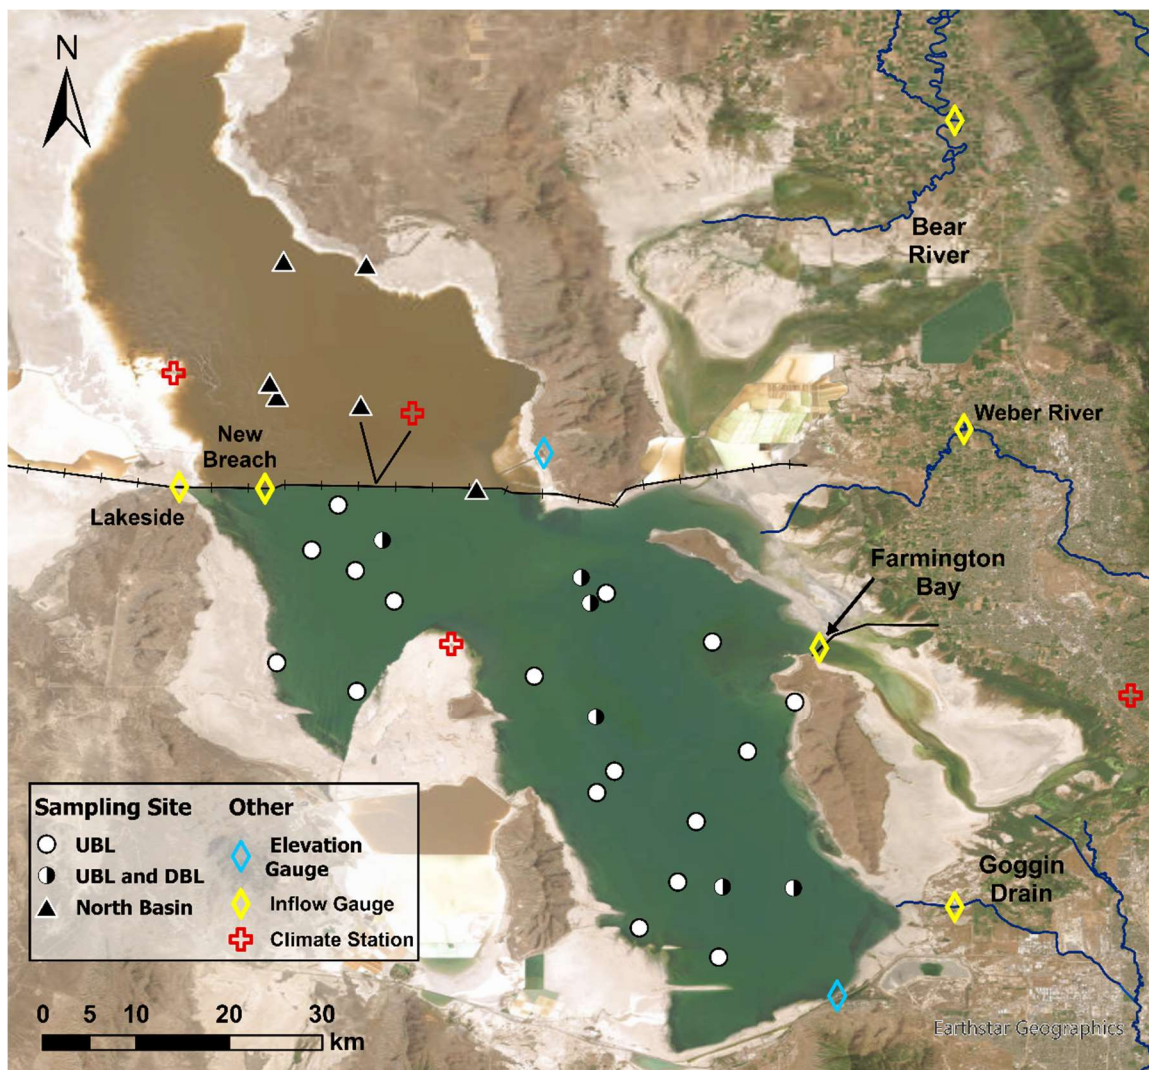 N
Bear
River
New
Breach
Weber River
Lakeside
Farmington
Bay
Sampling Site
UBL
UBL and DBL
North Basin
Other
Elevation
Gauge
Inflow Gauge
Climate Station
Goggin
Drain
0 5 10 20 30
km
Earthstar Geographics